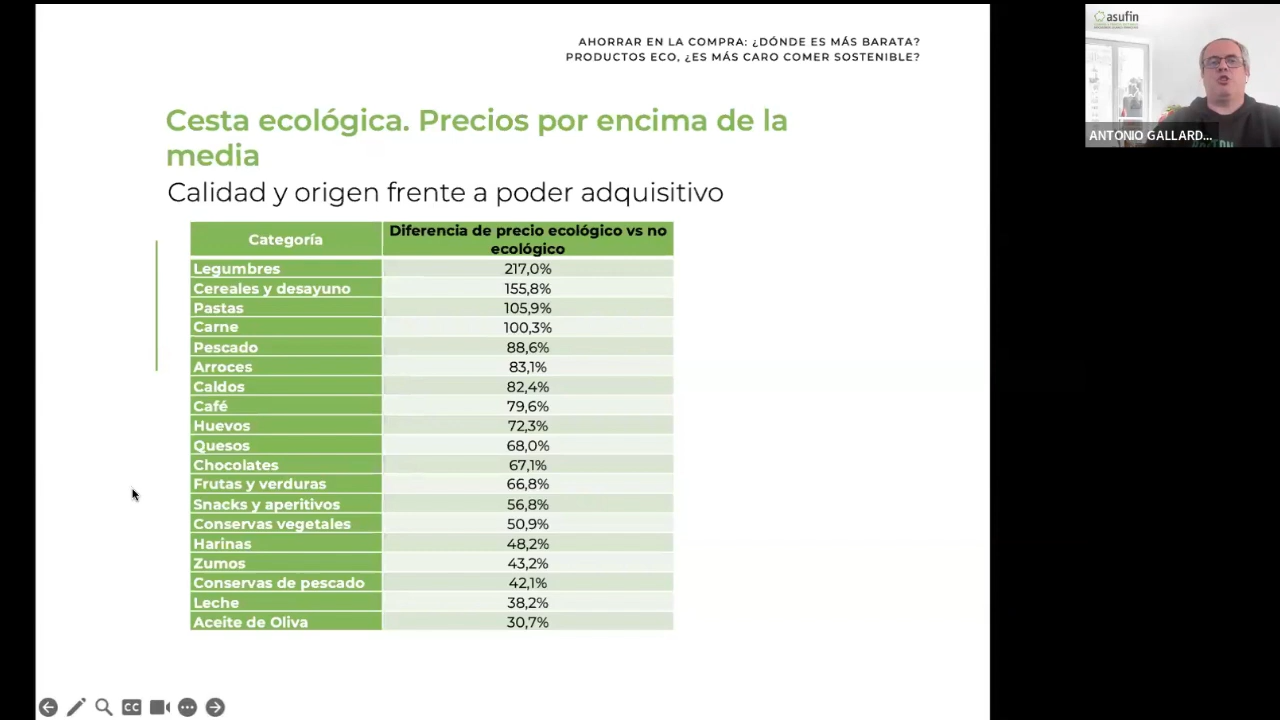 AHORRAR EN LA COMPRA: ¿DÓNDE ES MÁS BARATA?
PRODUCTOS ECO, ¿ES MÁS CARO COMER SOSTENIBLE?
Cesta ecológica. Precios por encima de la
media
Calidad y origen frente a poder adquisitivo
Categoría
Diferencia de precio ecológico vs no
ecológico
Legumbres 217,0%
Cereales y desayuno 155,8%
Pastas 105,9%
Carne 100,3%
Pescado 88,6%
Arroces 83,1%
Caldos 82,4%
Café 79,6%
Huevos 72,3%
Quesos 68,0%
Chocolates 67,1%
Frutas y verduras 66,8%
Snacks y aperitivos 56,8%
Conservas vegetales 50,9%
Harinas 48,2%
Zumos 43,2%
Conservas de pescado 42,1%
Leche 38,2%
Aceite de Oliva 30,7%
CC
asufin
ANTONIO GALLARD...